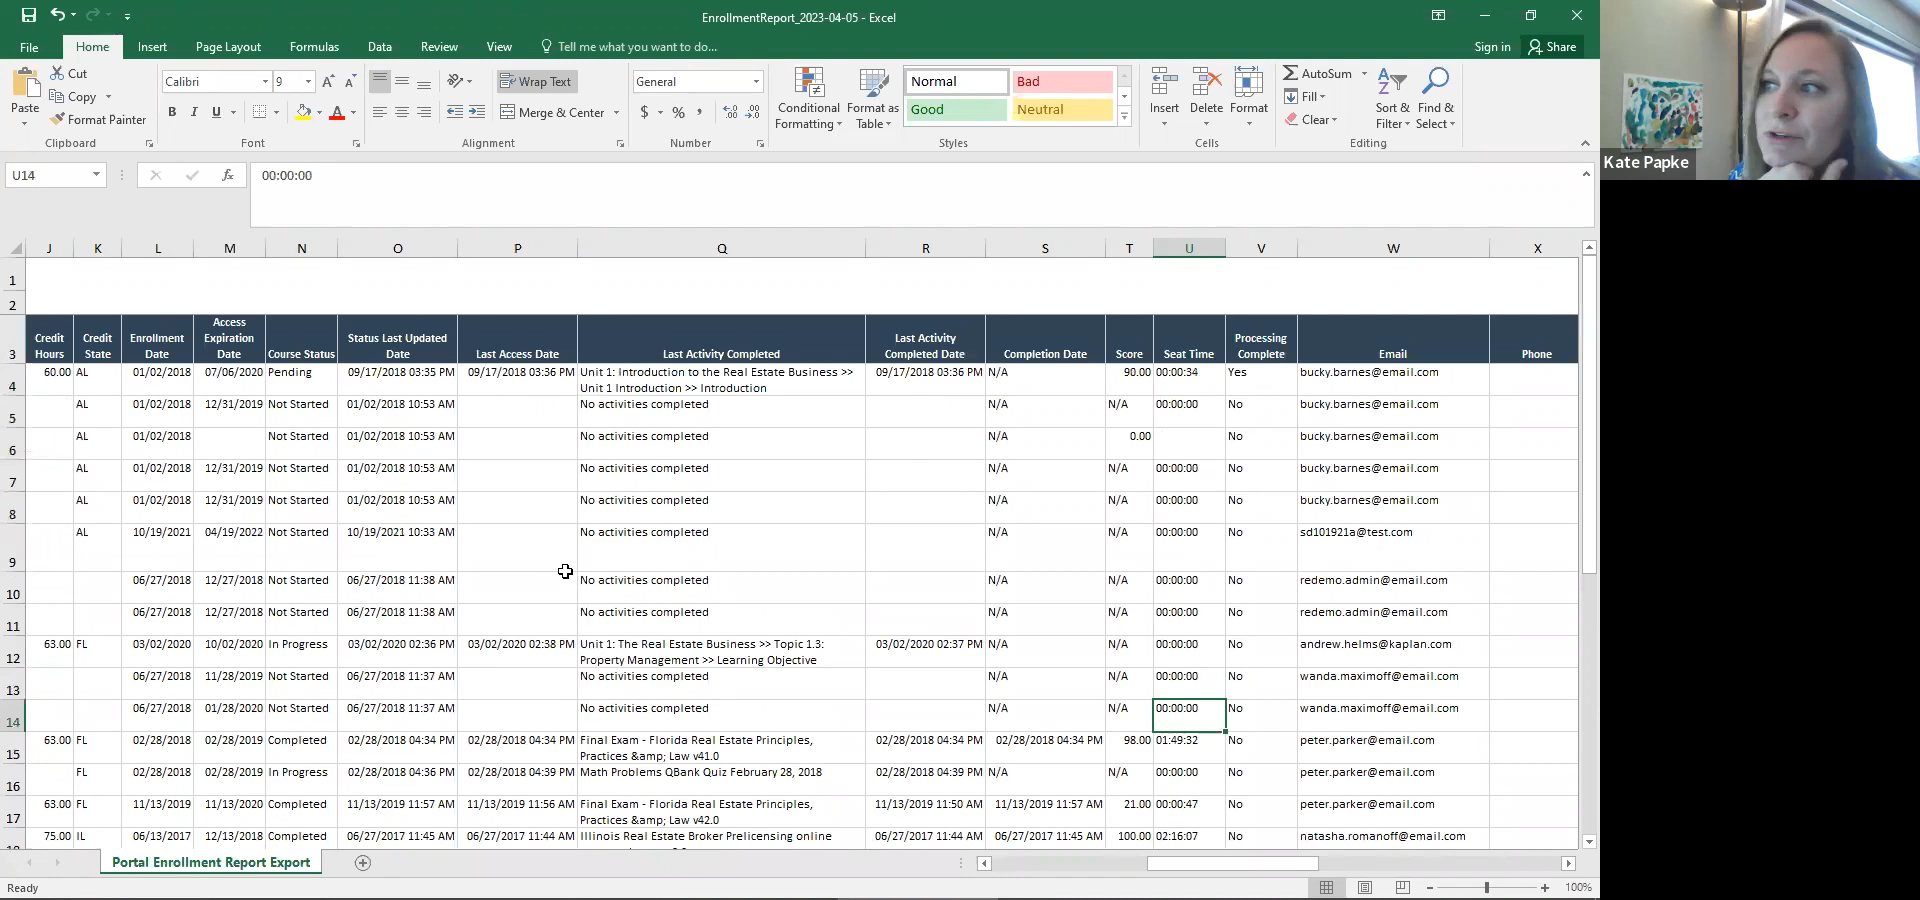 EnrollmentReport_2023-04-05 - Excel
File Home Insert Page Layout Formulas Data Review View Tell me what you want to do... Sign in Share
Paste
Cut
Copy
Format Painter
Clipboard
Calibri 9
B I U
Font
Wrap Text
Merge & Center
Alignment
General
$ %
Number
Conditional Formatting
Format as Table
Normal Bad
Good Neutral
Styles
Insert Delete Format
Cells
AutoSum
Fill
Clear
Sort & Filter
Find & Select
Editing
Kate Papke
U14 fx 00:00:00
J K L M N O P Q R S T U V W X
1
2
3 Credit Hours Credit State Enrollment Date Access Expiration Date Course Status Status Last Updated Date Last Access Date Last Activity Completed Last Activity Completed Date Completion Date Score Seat Time Processing Complete Email Phone
4 60.00 AL 01/02/2018 07/06/2020 Pending 09/17/2018 03:35 PM 09/17/2018 03:36 PM Unit 1: Introduction to the Real Estate Business >> Unit 1 Introduction >> Introduction 09/17/2018 03:36 PM N/A 90.00 00:00:34 Yes bucky.barnes@email.com
5 AL 01/02/2018 12/31/2019 Not Started 01/02/2018 10:53 AM No activities completed N/A N/A 00:00:00 No bucky.barnes@email.com
6 AL 01/02/2018 Not Started 01/02/2018 10:53 AM No activities completed N/A 0.00 No bucky.barnes@email.com
7 AL 01/02/2018 12/31/2019 Not Started 01/02/2018 10:53 AM No activities completed N/A N/A 00:00:00 No bucky.barnes@email.com
8 AL 01/02/2018 12/31/2019 Not Started 01/02/2018 10:53 AM No activities completed N/A N/A 00:00:00 No bucky.barnes@email.com
9 AL 10/19/2021 04/19/2022 Not Started 10/19/2021 10:33 AM No activities completed N/A N/A 00:00:00 No sd101921a@test.com
10 06/27/2018 12/27/2018 Not Started 06/27/2018 11:38 AM No activities completed N/A N/A 00:00:00 No redemo.admin@email.com
11 06/27/2018 12/27/2018 Not Started 06/27/2018 11:38 AM No activities completed N/A N/A 00:00:00 No redemo.admin@email.com
12 63.00 FL 03/02/2020 10/02/2020 In Progress 03/02/2020 02:36 PM 03/02/2020 02:38 PM Unit 1: The Real Estate Business >> Topic 1.3: Property Management >> Learning Objective 03/02/2020 02:37 PM N/A N/A 00:00:00 No andrew.helms@kaplan.com
13 06/27/2018 11/28/2019 Not Started 06/27/2018 11:37 AM No activities completed N/A N/A 00:00:00 No wanda.maximoff@email.com
14 06/27/2018 01/28/2020 Not Started 06/27/2018 11:37 AM No activities completed N/A N/A 00:00:00 No wanda.maximoff@email.com
15 63.00 FL 02/28/2018 02/28/2019 Completed 02/28/2018 04:34 PM 02/28/2018 04:34 PM Final Exam - Florida Real Estate Principles, Practices &amp; Law v41.0 02/28/2018 04:34 PM 02/28/2018 04:34 PM 98.00 01:49:32 No peter.parker@email.com
16 FL 02/28/2018 02/28/2019 In Progress 02/28/2018 04:36 PM 02/28/2018 04:39 PM Math Problems QBank Quiz February 28, 2018 02/28/2018 04:39 PM N/A N/A 00:00:00 No peter.parker@email.com
17 63.00 FL 11/13/2019 11/13/2020 Completed 11/13/2019 11:57 AM 11/13/2019 11:56 AM Final Exam - Florida Real Estate Principles, Practices &amp; Law v42.0 11/13/2019 11:50 AM 11/13/2019 11:57 AM 21.00 00:00:47 No peter.parker@email.com
75.00 IL 06/13/2017 12/13/2018 Completed 06/27/2017 11:45 AM 06/27/2017 11:44 AM Illinois Real Estate Broker Prelicensing online 06/27/2017 11:44 AM 06/27/2017 11:45 AM 100.00 02:16:07 No natasha.romanoff@email.com
Portal Enrollment Report Export
Ready 100%